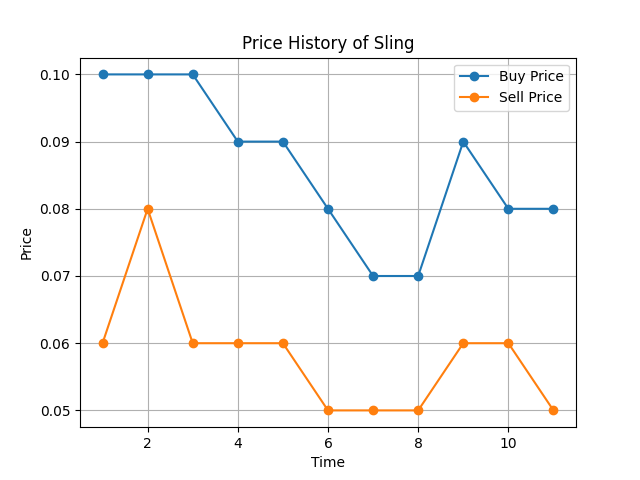 Price History of Sling
Buy Price
Sell Price
0.10
0.09
0.08
0.07
0.06
0.05
Price
2 4 6 8 10
Time